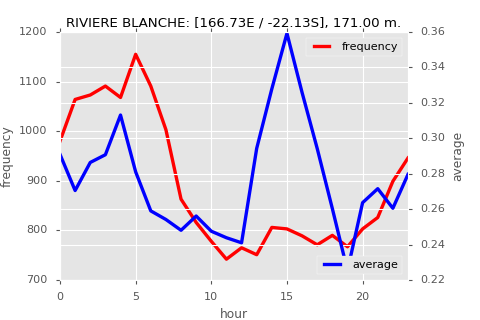 RIVIERE BLANCHE: [166.73E / -22.13S], 171.00 m.
1200
1100
1000
900
800
700
frequency
0.36
0.34
0.32
0.30
0.28
0.26
0.24
0.22
average
frequency
average
0 5 10 15 20
hour